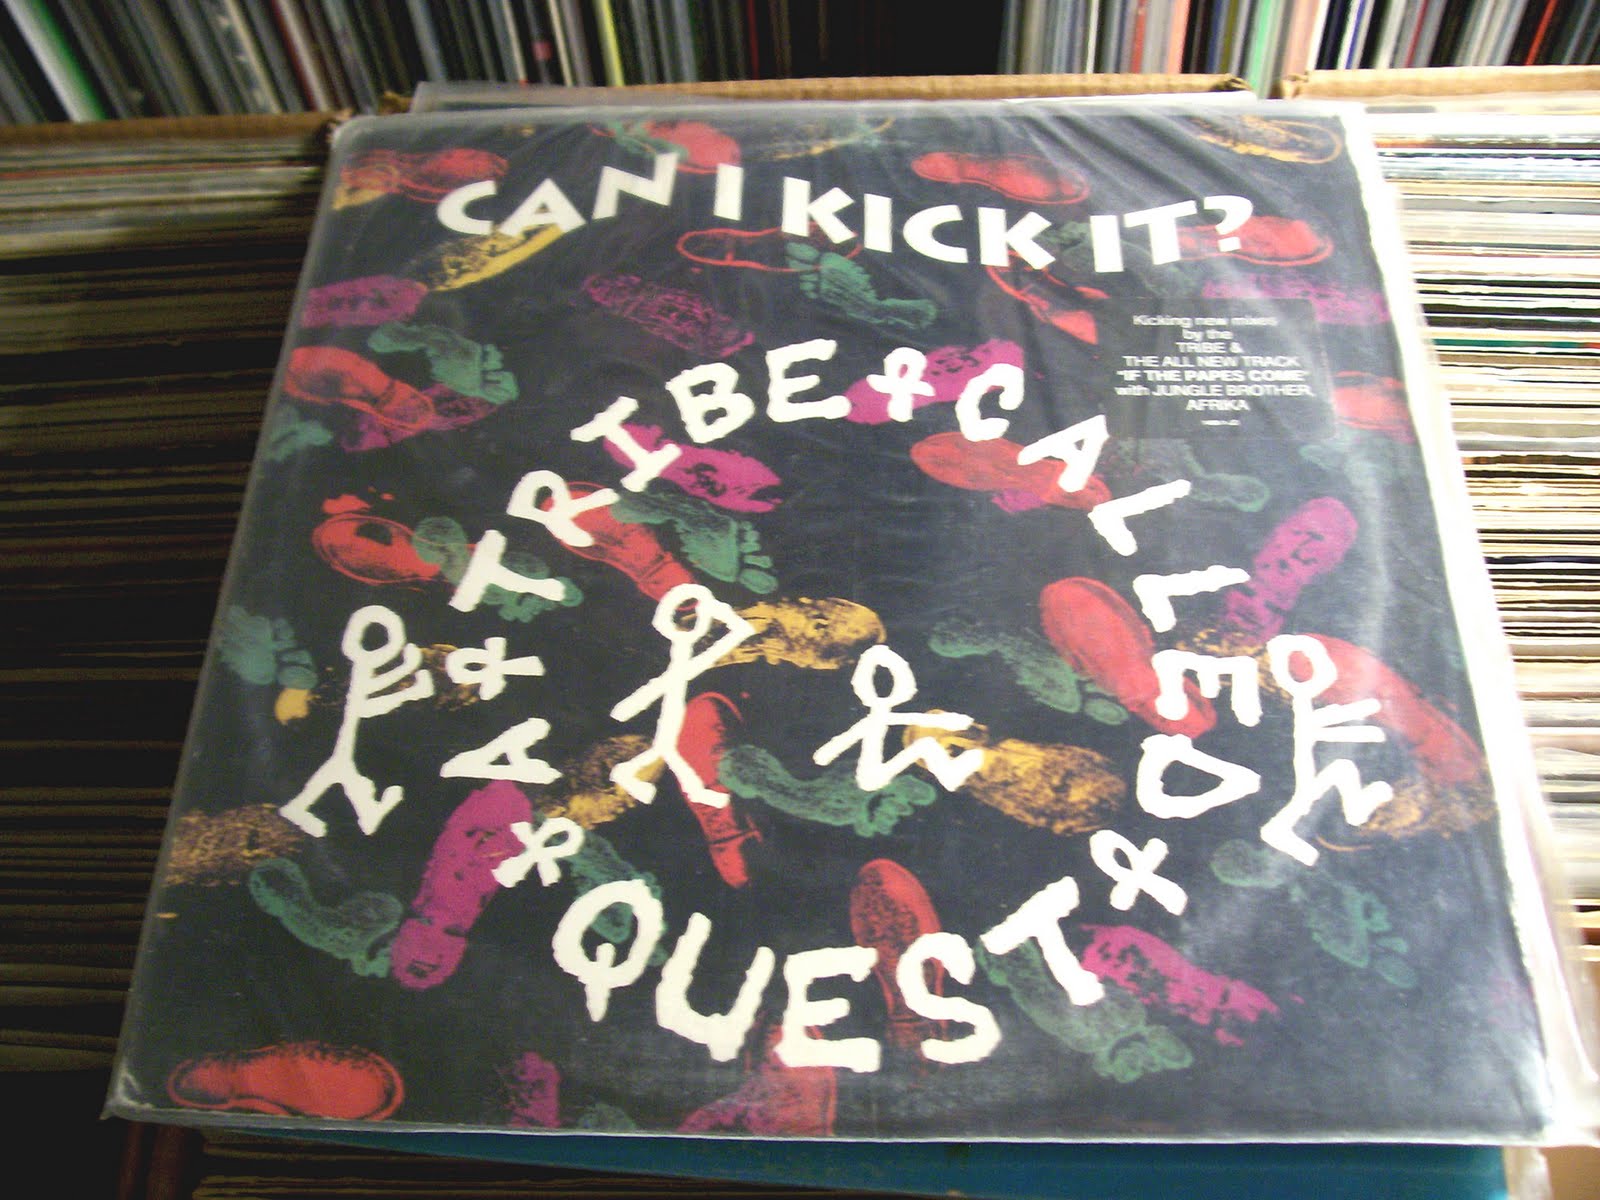 CAN I KICK IT?
Kicking new mixes
by the
TRIBE &
THE ALL NEW TRACK
"IF THE PAPES COME"
with JUNGLE BROTHER,
AFRIKA
A & TRIBE & CALLED & QUEST &